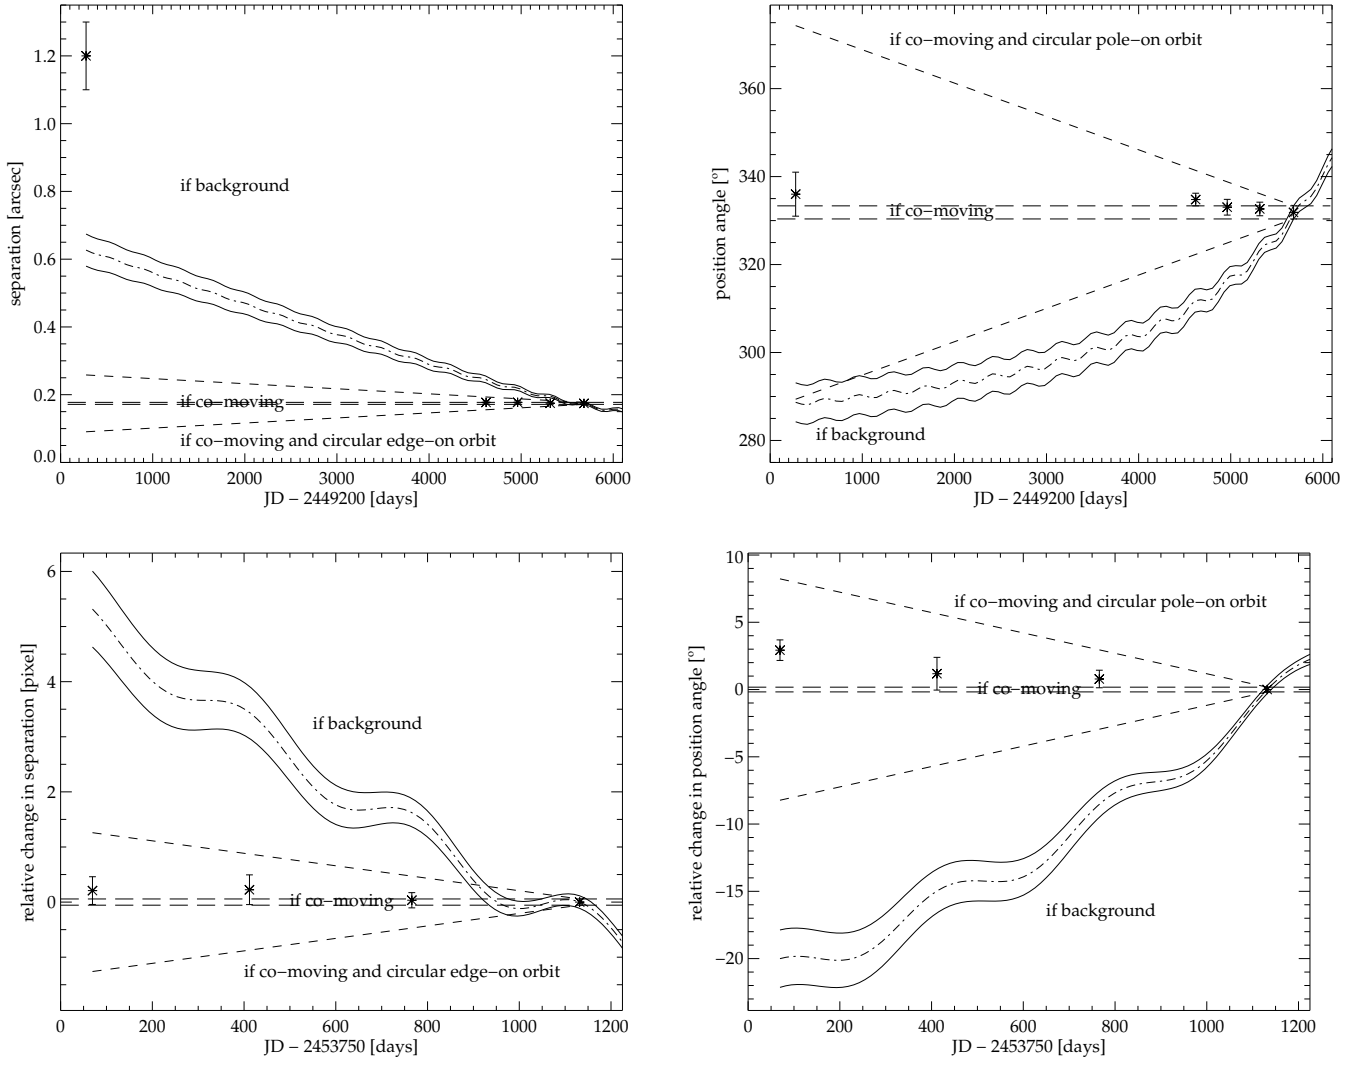 separation [arcsec]
1.2
1.0
0.8
0.6
0.4
0.2
0.0
if background
if co−moving
if co−moving and circular edge−on orbit
0 1000 2000 3000 4000 5000 6000
JD − 2449200 [days]
position angle [°]
360
340
320
300
280
if co−moving and circular pole−on orbit
if co−moving
if background
0 1000 2000 3000 4000 5000 6000
JD − 2449200 [days]
relative change in separation [pixel]
6
4
2
0
if background
if co−moving
if co−moving and circular edge−on orbit
0 200 400 600 800 1000 1200
JD − 2453750 [days]
relative change in position angle [°]
10
5
0
−5
−10
−15
−20
if co−moving and circular pole−on orbit
if co−moving
if background
0 200 400 600 800 1000 1200
JD − 2453750 [days]